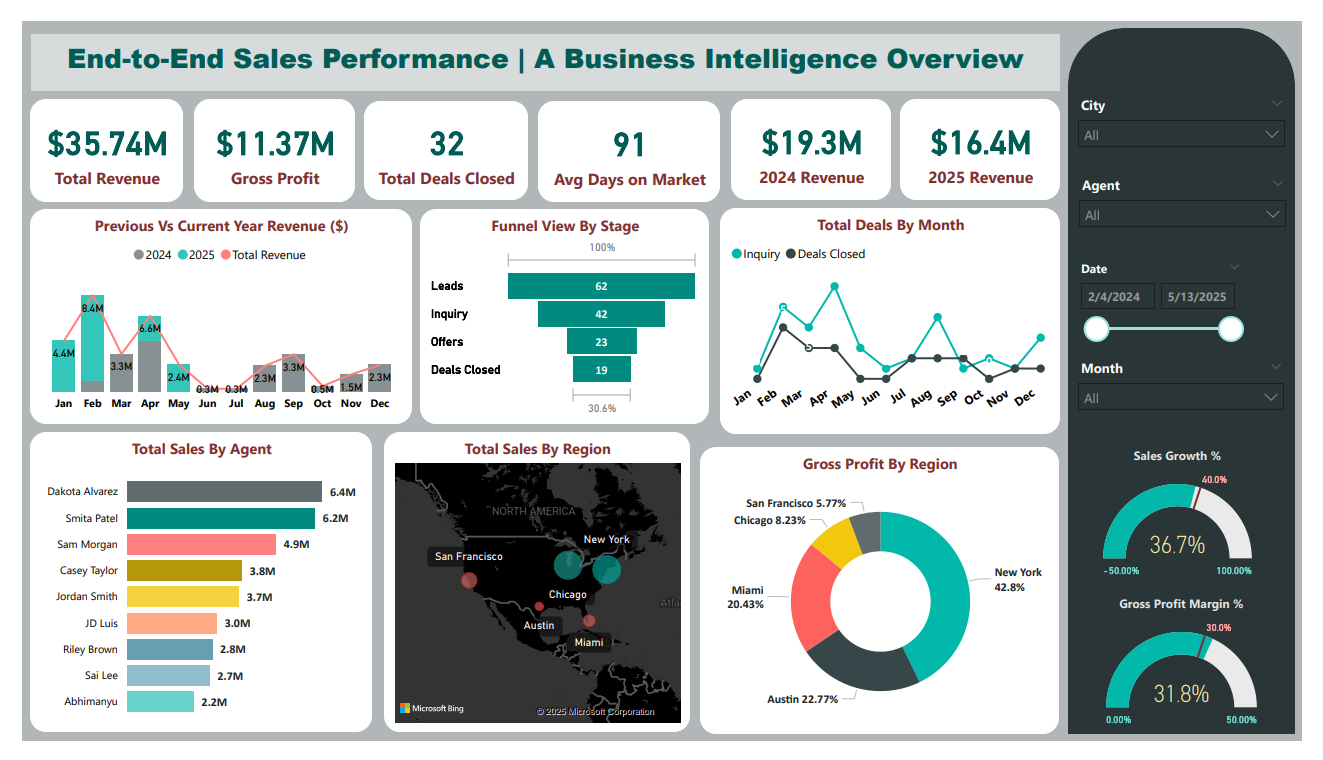 End-to-End Sales Performance | A Business Intelligence Overview
$35.74M
Total Revenue
$11.37M
Gross Profit
32
Total Deals Closed
91
Avg Days on Market
$19.3M
2024 Revenue
$16.4M
2025 Revenue
City
All
Agent
All
Date
2/4/2024 5/13/2025
Month
All
Previous Vs Current Year Revenue ($)
2024 2025 Total Revenue
4.4M 8.4M 3.3M 6.6M 2.4M 0.3M 0.3M 2.3M 3.3M 0.5M 1.5M 2.3M
Jan Feb Mar Apr May Jun Jul Aug Sep Oct Nov Dec
Funnel View By Stage
100%
Leads 62
Inquiry 42
Offers 23
Deals Closed 19
30.6%
Total Deals By Month
Inquiry Deals Closed
Jan Feb Mar Apr May Jun Jul Aug Sep Oct Nov Dec
Total Sales By Agent
Dakota Alvarez 6.4M
Smita Patel 6.2M
Sam Morgan 4.9M
Casey Taylor 3.8M
Jordan Smith 3.7M
JD Luis 3.0M
Riley Brown 2.8M
Sai Lee 2.7M
Abhimanyu 2.2M
Total Sales By Region
NORTH AMERICA
New York
San Francisco
Chicago
Austin
Miami
Atla
Microsoft Bing
© 2025 Microsoft Corporation
Gross Profit By Region
San Francisco 5.77%
Chicago 8.23%
New York
42.8%
Miami
20.43%
Austin 22.77%
Sales Growth %
40.0%
36.7%
-50.00% 100.00%
Gross Profit Margin %
30.0%
31.8%
0.00% 50.00%